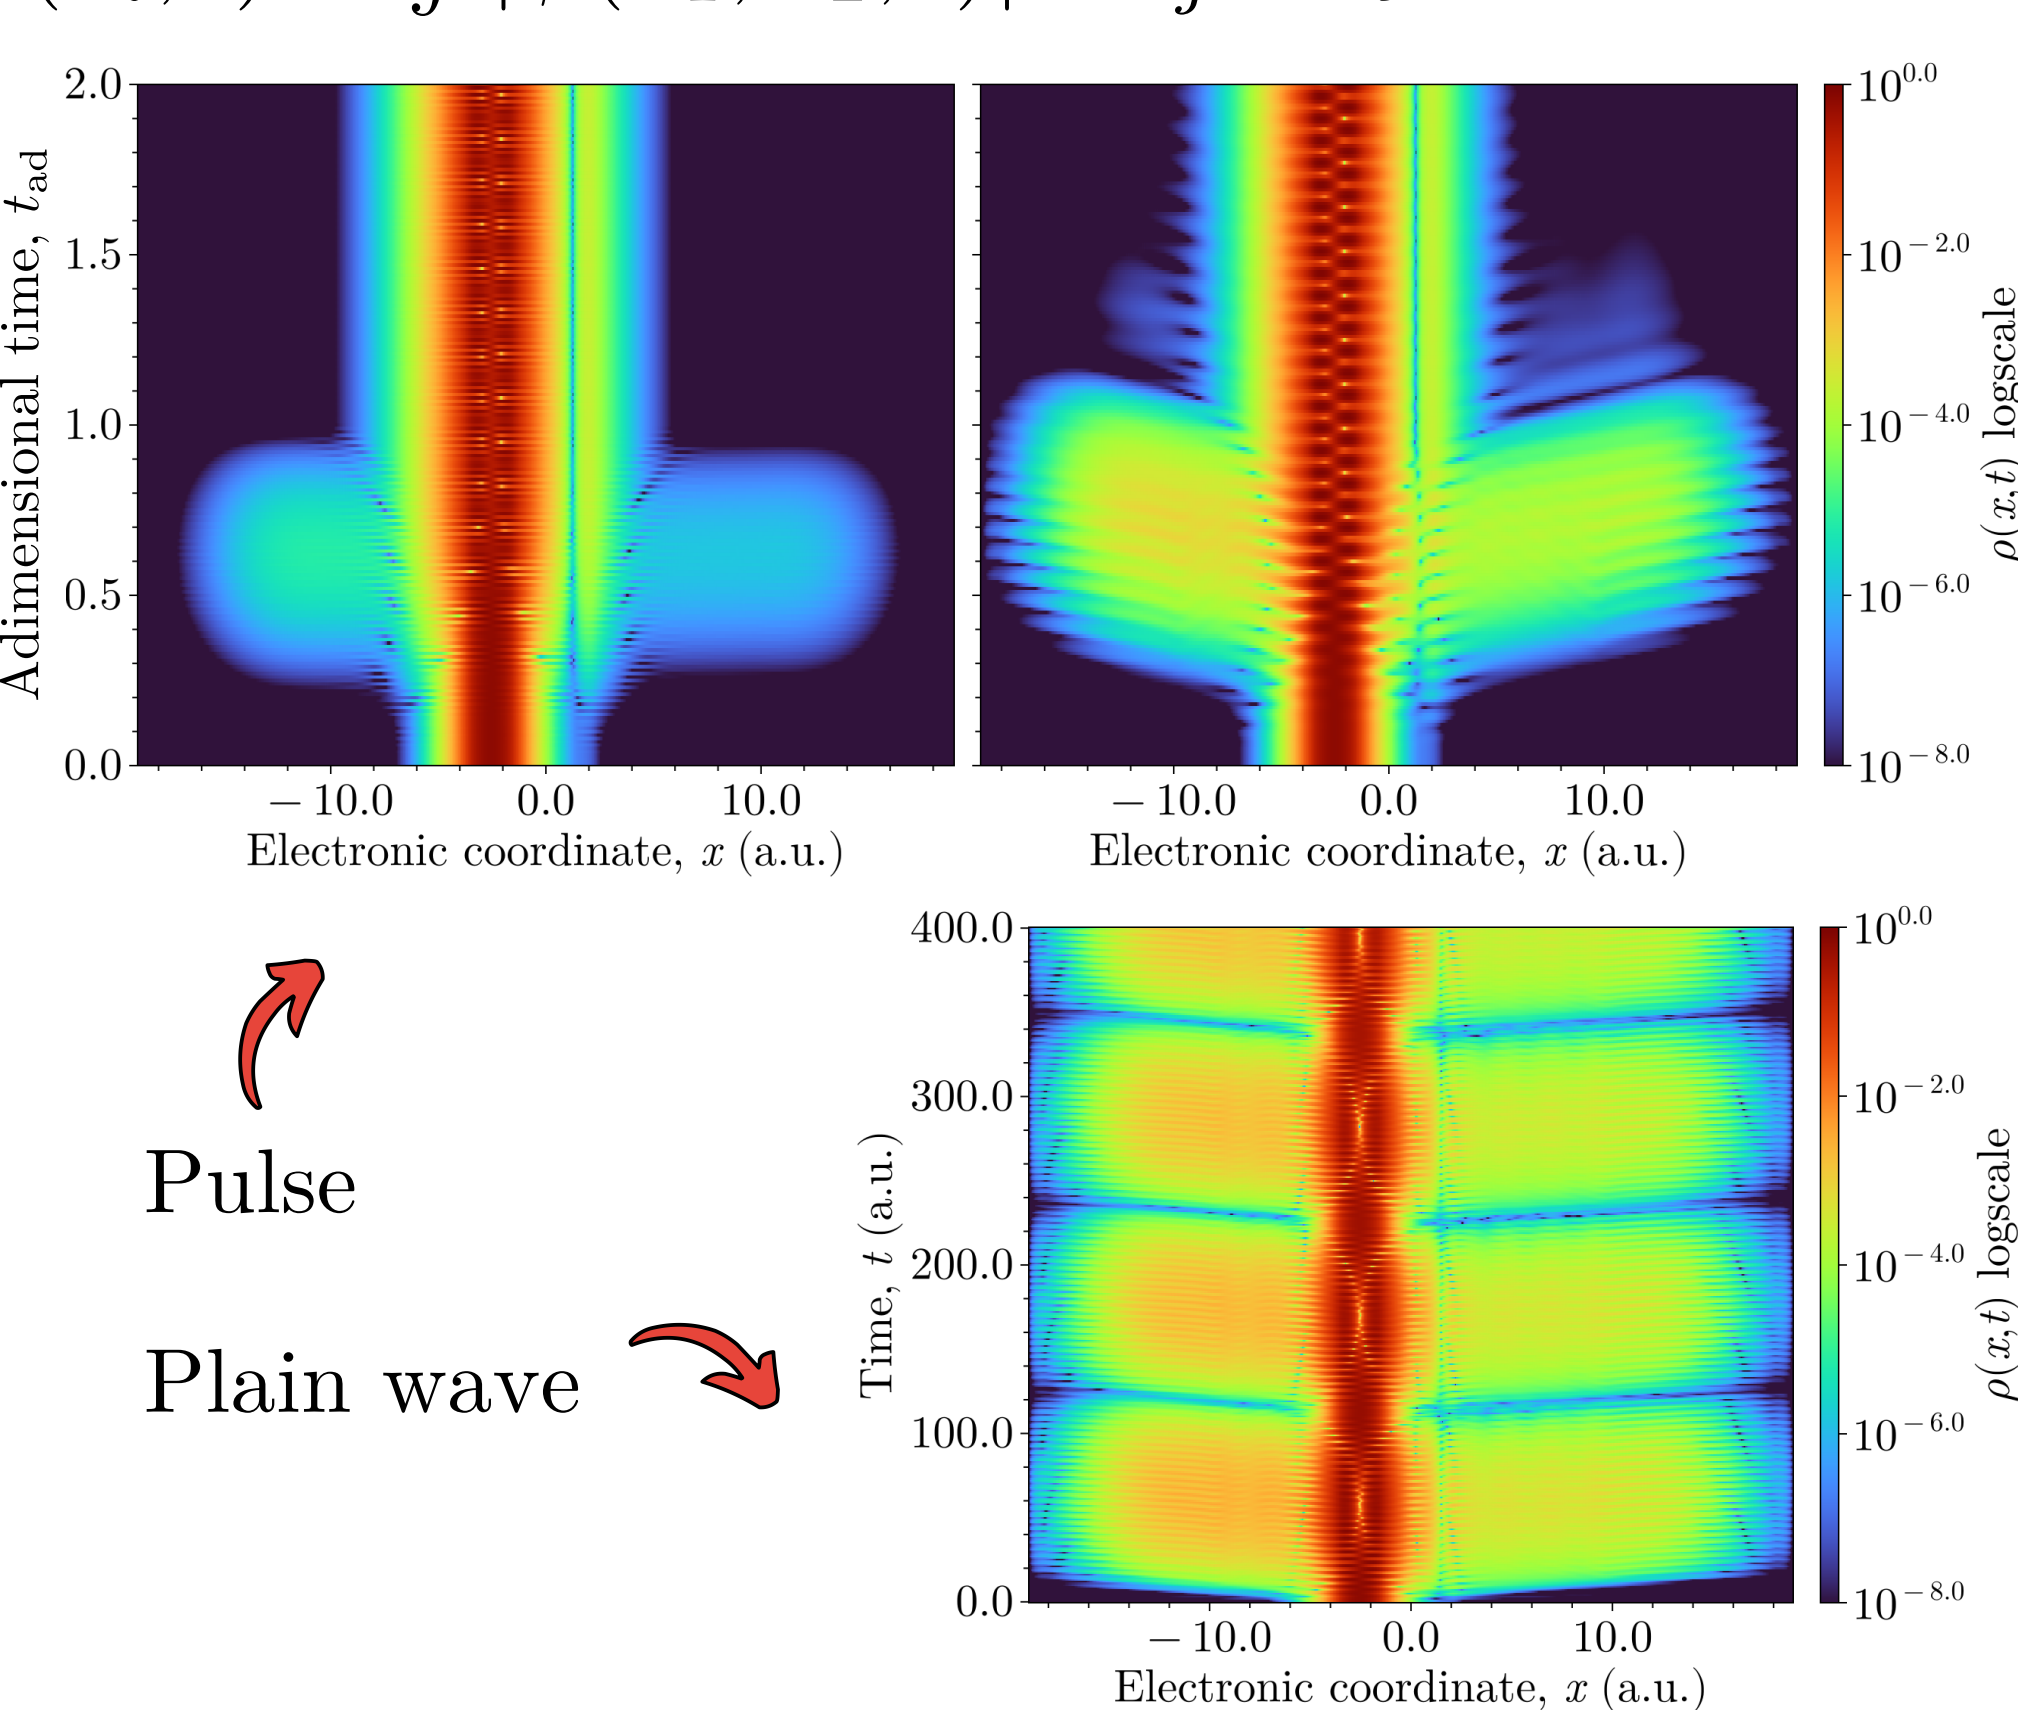 2.0
1.5
1.0
0.5
0.0
Adimensional time, t_ad
−10.0 0.0 10.0
Electronic coordinate, x (a.u.)
−10.0 0.0 10.0
Electronic coordinate, x (a.u.)
10^0.0
10^−2.0
10^−4.0
10^−6.0
10^−8.0
ρ(x,t) logscale
Pulse
Plain wave
400.0
300.0
200.0
100.0
0.0
Time, t (a.u.)
−10.0 0.0 10.0
Electronic coordinate, x (a.u.)
10^0.0
10^−2.0
10^−4.0
10^−6.0
10^−8.0
ρ(x,t) logscale